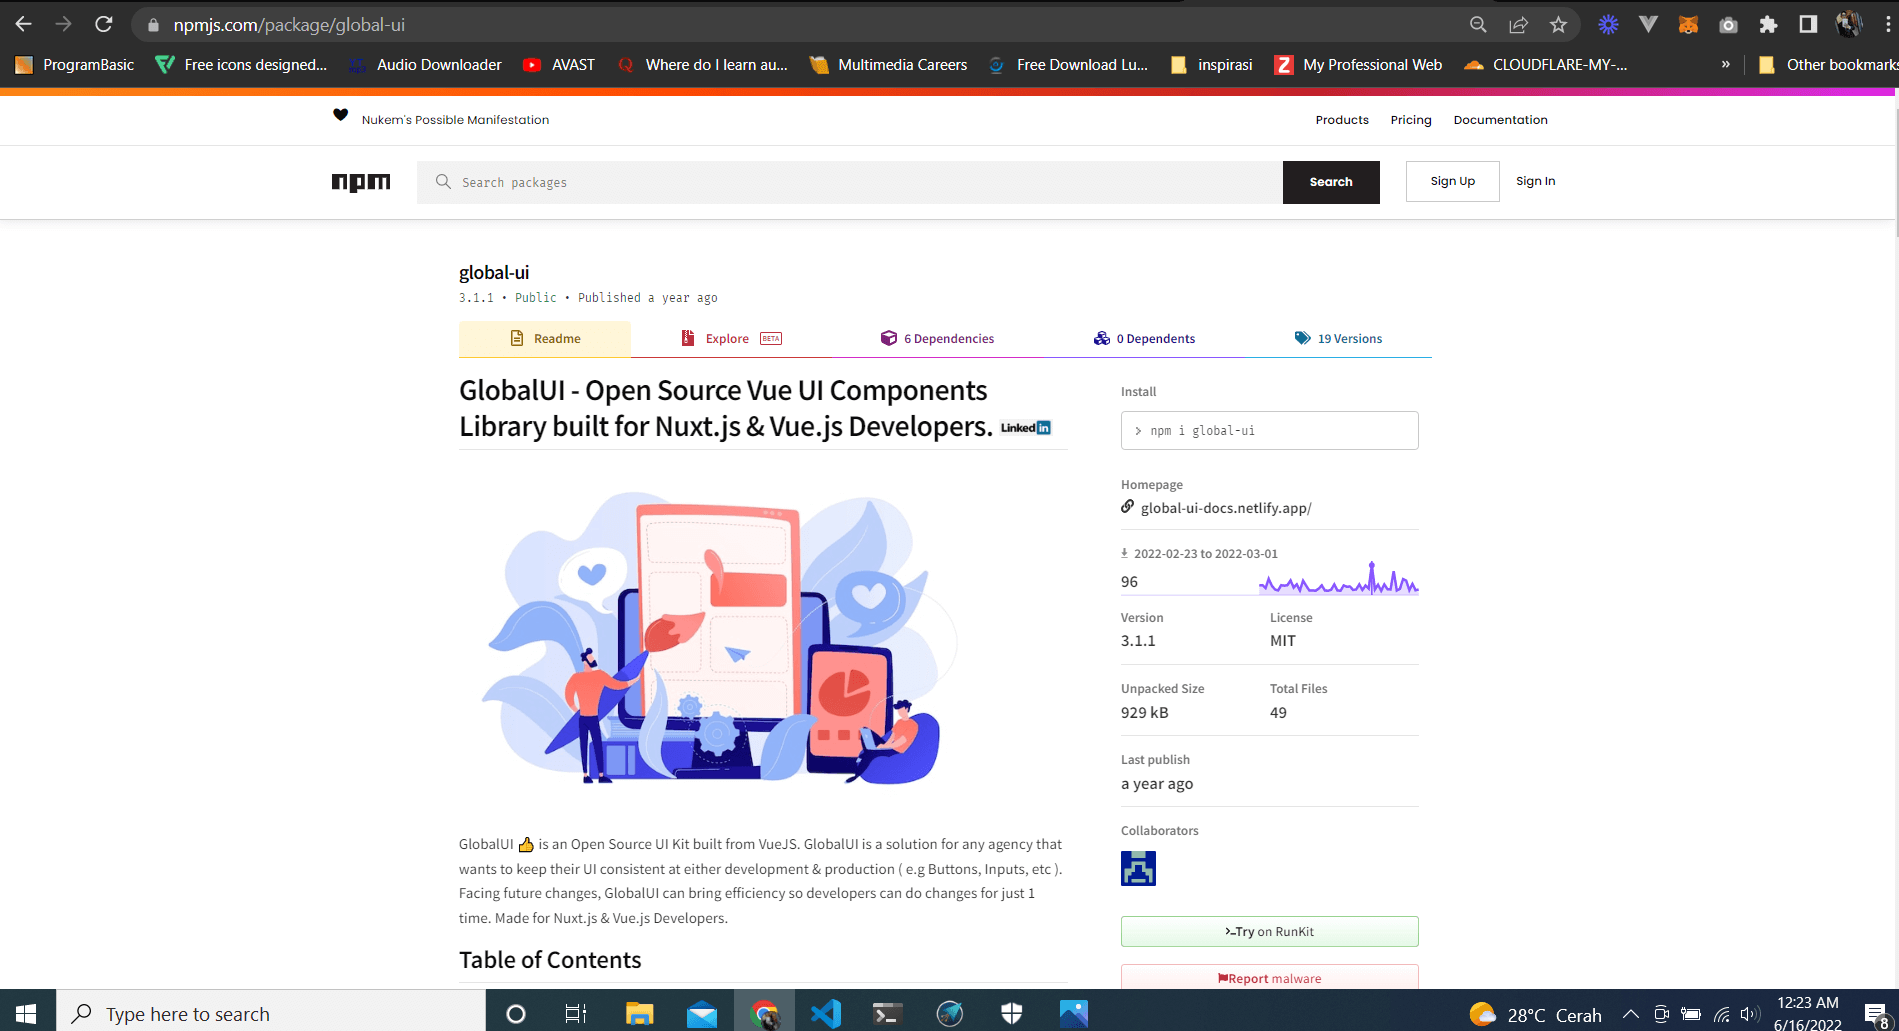 npmjs.com/package/global-ui
ProgramBasic Free icons designed... Audio Downloader AVAST Where do I learn au... Multimedia Careers Free Download Lu... inspirasi My Professional Web CLOUDFLARE-MY-... » Other bookmarks
Nukem's Possible Manifestation Products Pricing Documentation
npm Search packages Search Sign Up Sign In
global-ui
3.1.1 • Public • Published a year ago
Readme Explore BETA 6 Dependencies 0 Dependents 19 Versions
GlobalUI - Open Source Vue UI Components
Library built for Nuxt.js & Vue.js Developers. Linked in
GlobalUI 👍 is an Open Source UI Kit built from VueJS. GlobalUI is a solution for any agency that
wants to keep their UI consistent at either development & production ( e.g Buttons, Inputs, etc ).
Facing future changes, GlobalUI can bring efficiency so developers can do changes for just 1
time. Made for Nuxt.js & Vue.js Developers.
Table of Contents
Install
> npm i global-ui
Homepage
global-ui-docs.netlify.app/
2022-02-23 to 2022-03-01
96
Version License
3.1.1 MIT
Unpacked Size Total Files
929 kB 49
Last publish
a year ago
Collaborators
Try on RunKit
Report malware
Type here to search 28°C Cerah 12:23 AM
6/16/2022 8